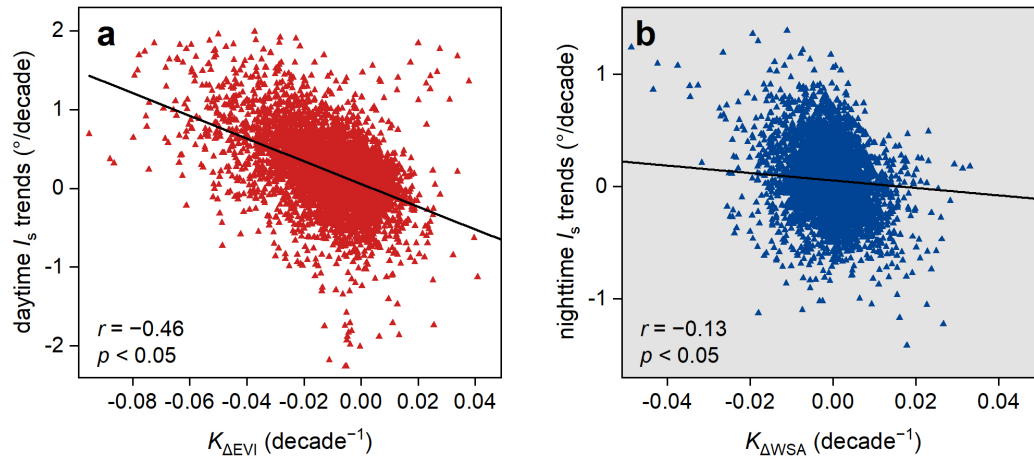 a
daytime Iₛ trends (°/decade)
2
1
0
-1
-2
r = −0.46
p < 0.05
-0.08 -0.06 -0.04 -0.02 0.00 0.02 0.04
K ΔEVI (decade⁻¹)
b
nighttime Iₛ trends (°/decade)
1
0
-1
r = −0.13
p < 0.05
-0.04 -0.02 0.00 0.02 0.04
K ΔWSA (decade⁻¹)